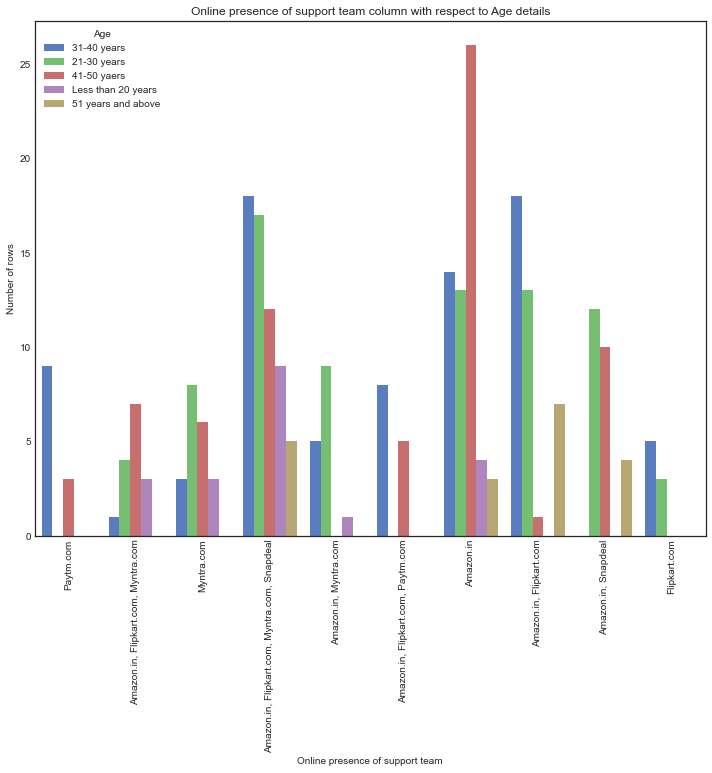 Online presence of support team column with respect to Age details
Age
31-40 years
21-30 years
41-50 yaers
Less than 20 years
51 years and above
25
20
15
10
5
0
Number of rows
Paytm.com
Amazon.in, Flipkart.com, Myntra.com
Myntra.com
Amazon.in, Flipkart.com, Myntra.com, Snapdeal
Amazon.in, Myntra.com
Amazon.in, Flipkart.com, Paytm.com
Amazon.in
Amazon.in, Flipkart.com
Amazon.in, Snapdeal
Flipkart.com
Online presence of support team